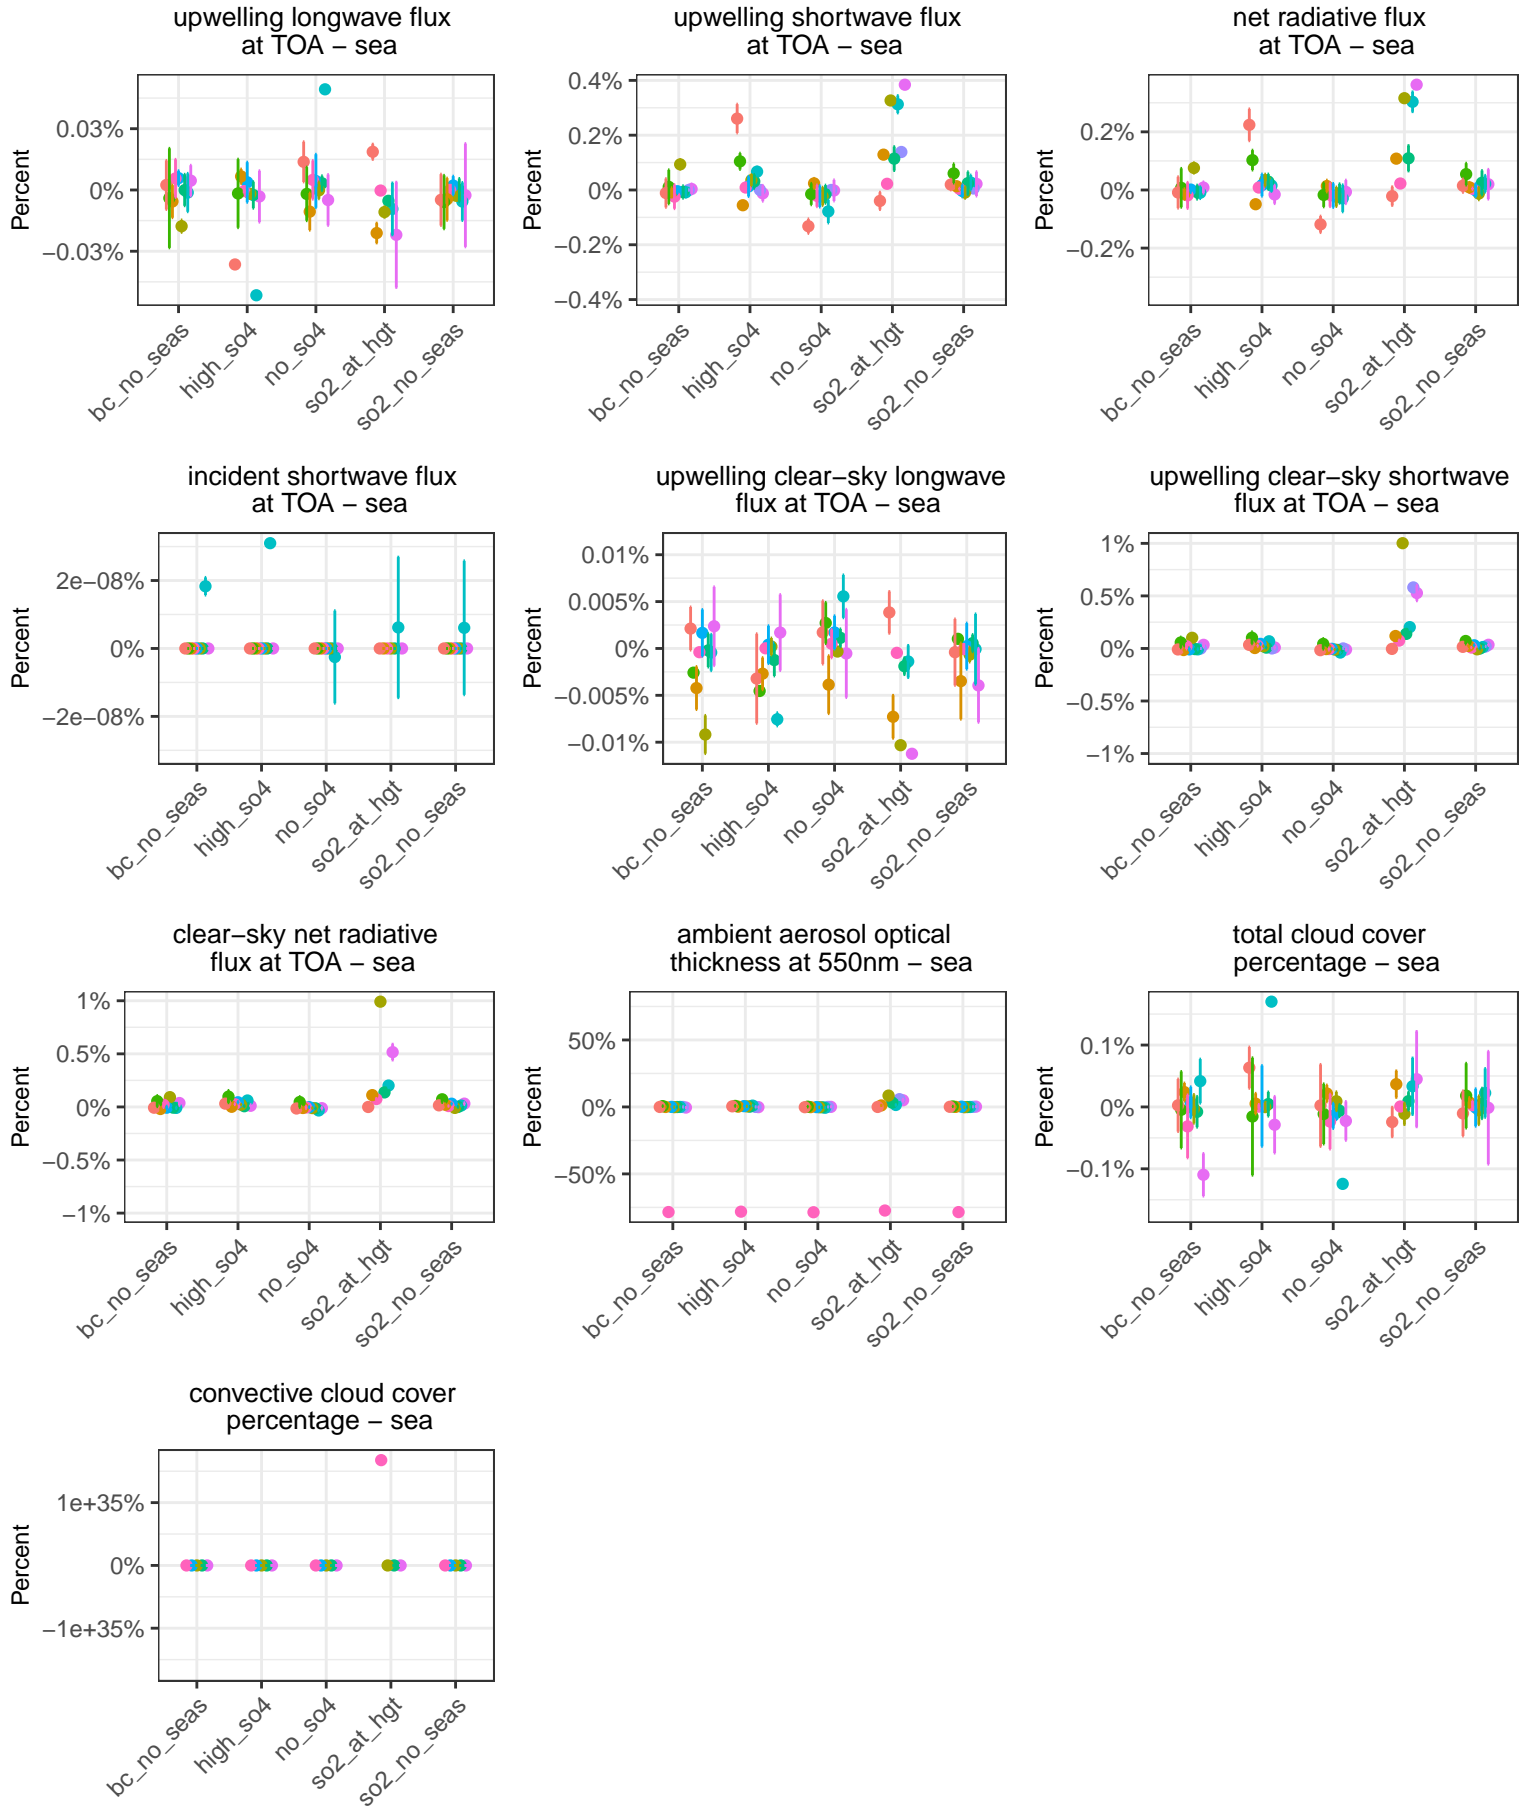 upwelling longwave flux
at TOA − sea
Percent
0.03%
0%
−0.03%
bc_no_seas
high_so4
no_so4
so2_at_hgt
so2_no_seas
upwelling shortwave flux
at TOA − sea
Percent
0.4%
0.2%
0%
−0.2%
−0.4%
bc_no_seas
high_so4
no_so4
so2_at_hgt
so2_no_seas
net radiative flux
at TOA − sea
Percent
0.2%
0%
−0.2%
bc_no_seas
high_so4
no_so4
so2_at_hgt
so2_no_seas
incident shortwave flux
at TOA − sea
Percent
2e−08%
0%
−2e−08%
bc_no_seas
high_so4
no_so4
so2_at_hgt
so2_no_seas
upwelling clear−sky longwave
flux at TOA − sea
Percent
0.01%
0.005%
0%
−0.005%
−0.01%
bc_no_seas
high_so4
no_so4
so2_at_hgt
so2_no_seas
upwelling clear−sky shortwave
flux at TOA − sea
Percent
1%
0.5%
0%
−0.5%
−1%
bc_no_seas
high_so4
no_so4
so2_at_hgt
so2_no_seas
clear−sky net radiative
flux at TOA − sea
Percent
1%
0.5%
0%
−0.5%
−1%
bc_no_seas
high_so4
no_so4
so2_at_hgt
so2_no_seas
ambient aerosol optical
thickness at 550nm − sea
Percent
50%
0%
−50%
bc_no_seas
high_so4
no_so4
so2_at_hgt
so2_no_seas
total cloud cover
percentage − sea
Percent
0.1%
0%
−0.1%
bc_no_seas
high_so4
no_so4
so2_at_hgt
so2_no_seas
convective cloud cover
percentage − sea
Percent
1e+35%
0%
−1e+35%
bc_no_seas
high_so4
no_so4
so2_at_hgt
so2_no_seas